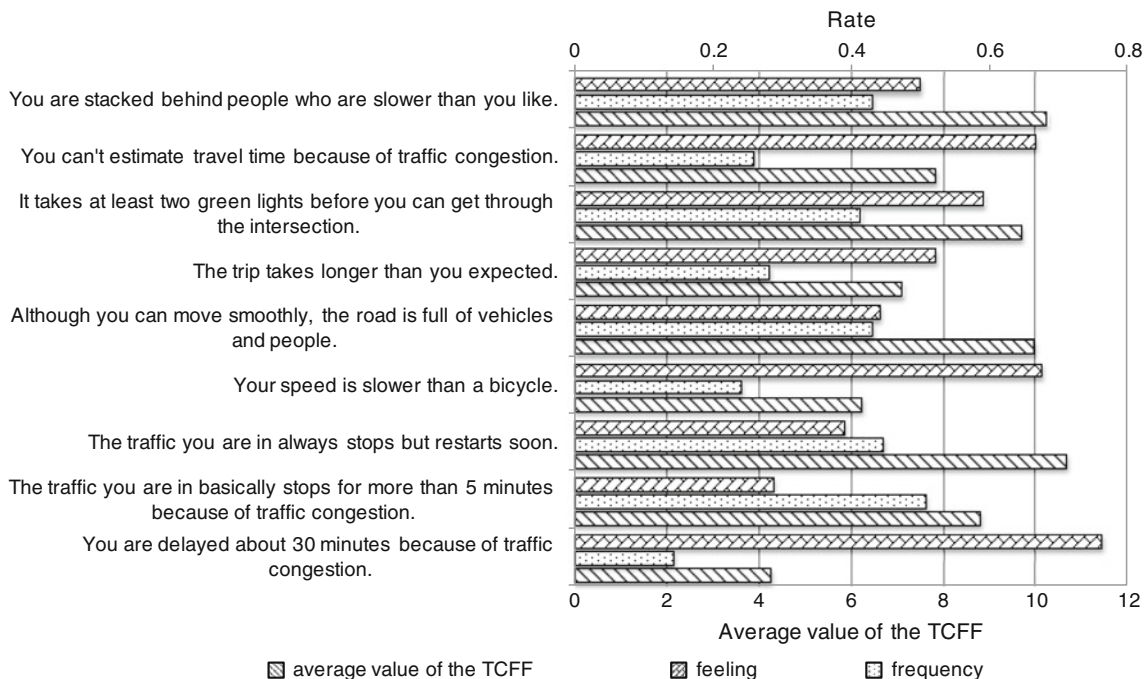 Rate
0 0.2 0.4 0.6 0.8
You are stacked behind people who are slower than you like.
You can't estimate travel time because of traffic congestion.
It takes at least two green lights before you can get through
the intersection.
The trip takes longer than you expected.
Although you can move smoothly, the road is full of vehicles
and people.
Your speed is slower than a bicycle.
The traffic you are in always stops but restarts soon.
The traffic you are in basically stops for more than 5 minutes
because of traffic congestion.
You are delayed about 30 minutes because of traffic
congestion.
0 2 4 6 8 10 12
Average value of the TCFF
average value of the TCFF feeling frequency